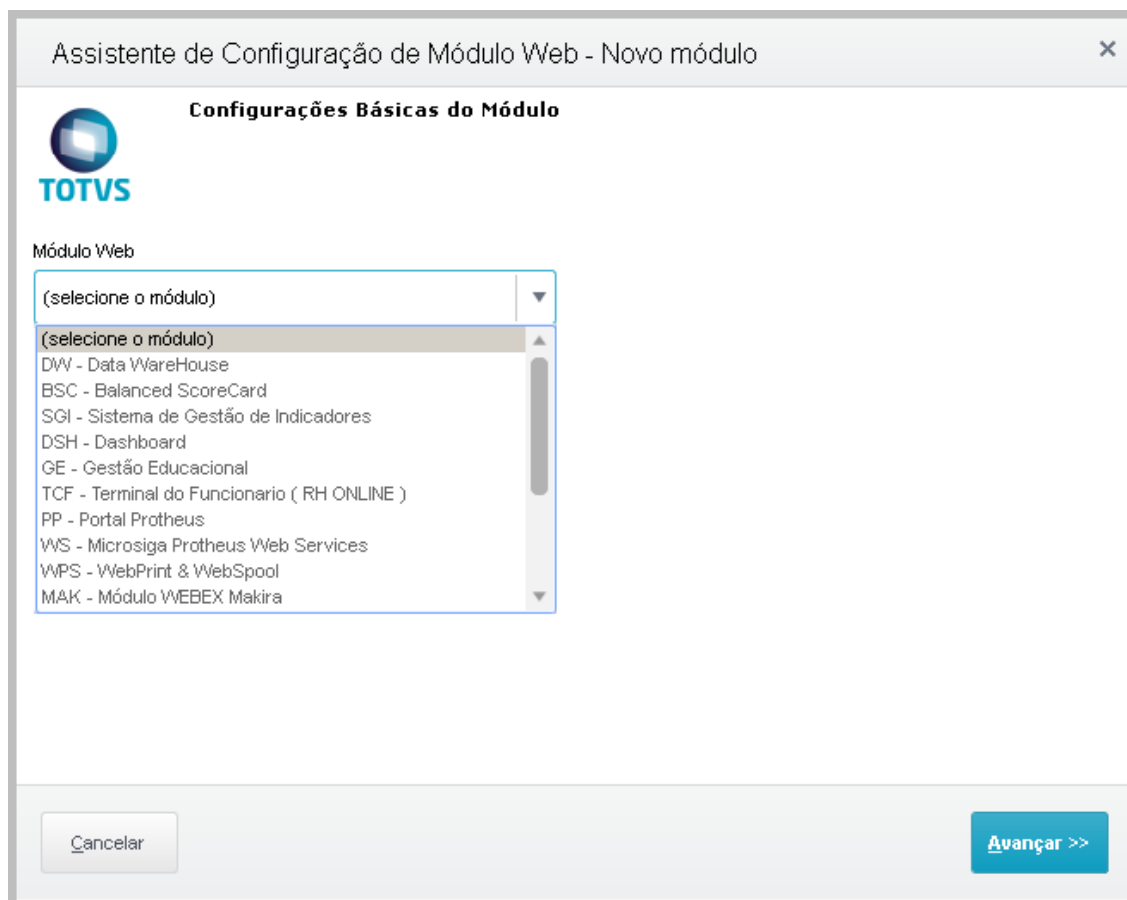 Assistente de Configuração de Módulo Web - Novo módulo
Configurações Básicas do Módulo
TOTVS
Módulo Web
(selecione o módulo)
(selecione o módulo)
DW - Data WareHouse
BSC - Balanced ScoreCard
SGI - Sistema de Gestão de Indicadores
DSH - Dashboard
GE - Gestão Educacional
TCF - Terminal do Funcionario ( RH ONLINE )
PP - Portal Protheus
WS - Microsiga Protheus Web Services
WPS - WebPrint & WebSpool
MAK - Módulo WEBEX Makira
Cancelar
Avançar >>